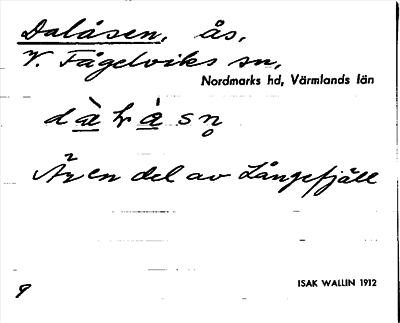 Dalåsen, ås,
V. Fågelviks sn,
Nordmarks hd, Värmlands län
Är en del av Långefjäll
ISAK WALLIN 1912
9